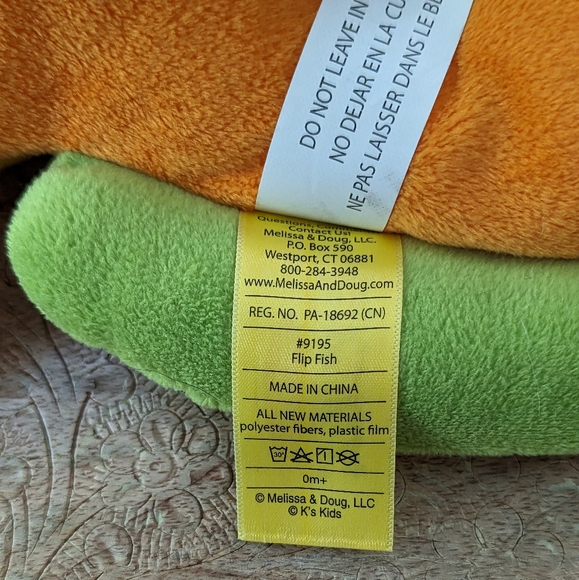 DO NOT LEAVE IN
NO DEJAR EN LA CU
NE PAS LAISSER DANS LE BE
Questions,
Contact Us!
Melissa & Doug, LLC.
P.O. Box 590
Westport, CT 06881
800-284-3948
www.MelissaAndDoug.com
REG. NO. PA-18692 (CN)
#9195
Flip Fish
MADE IN CHINA
ALL NEW MATERIALS
polyester fibers, plastic film
30°
0m+
© Melissa & Doug, LLC
© K's Kids